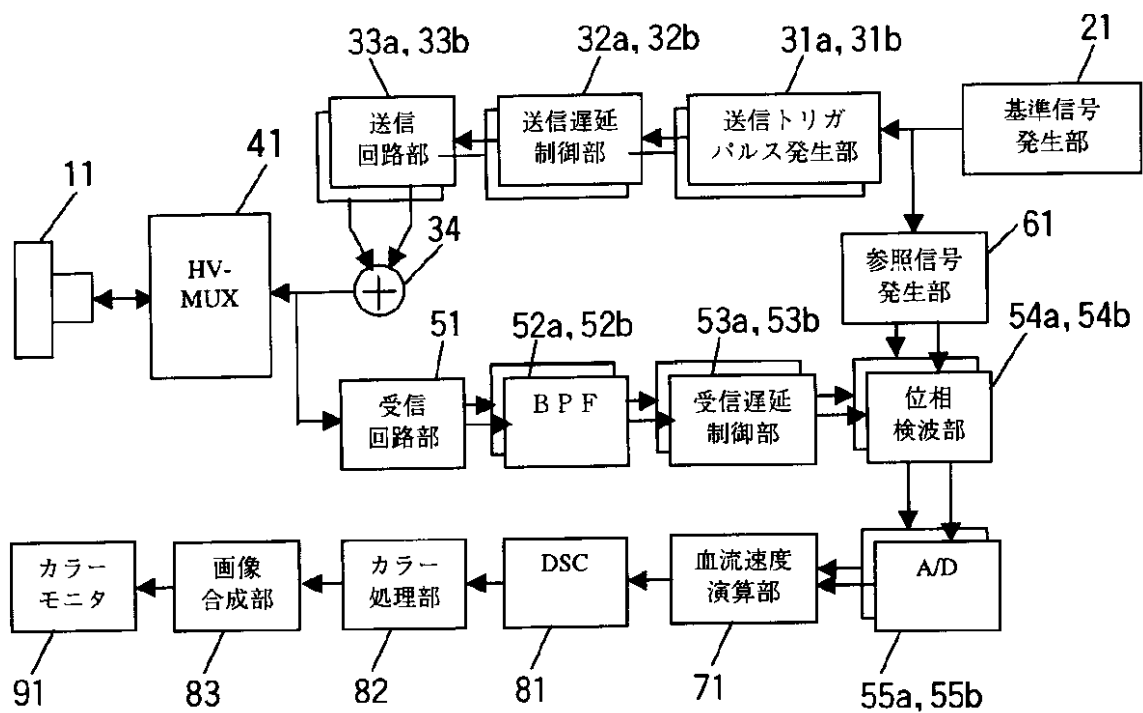 33a, 33b
32a, 32b
31a, 31b
21
送信
回路部
送信遅延
制御部
送信トリガ
パルス発生部
基準信号
発生部
11
41
HV-
MUX
34
61
参照信号
発生部
51
52a, 52b
53a, 53b
54a, 54b
受信
回路部
BPF
受信遅延
制御部
位相
検波部
カラー
モニタ
画像
合成部
カラー
処理部
DSC
血流速度
演算部
A/D
91
83
82
81
71
55a, 55b